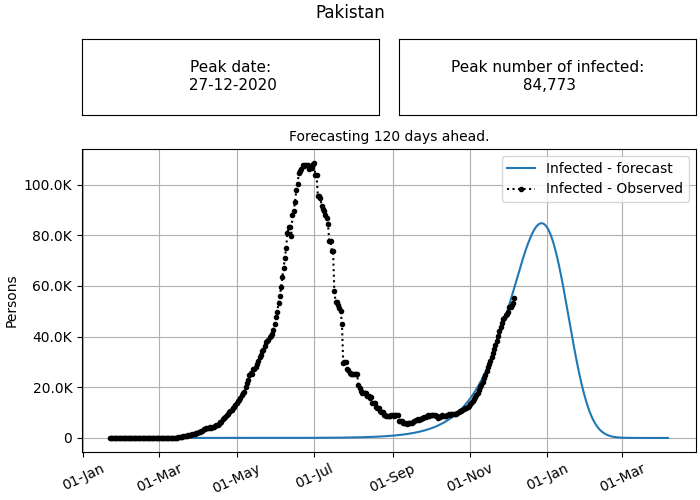 Pakistan
Peak date:
27-12-2020
Peak number of infected:
84,773
Forecasting 120 days ahead.
Infected - forecast
Infected - Observed
100.0K
80.0K
60.0K
40.0K
20.0K
0
Persons
01-Jan
01-Mar
01-May
01-Jul
01-Sep
01-Nov
01-Jan
01-Mar